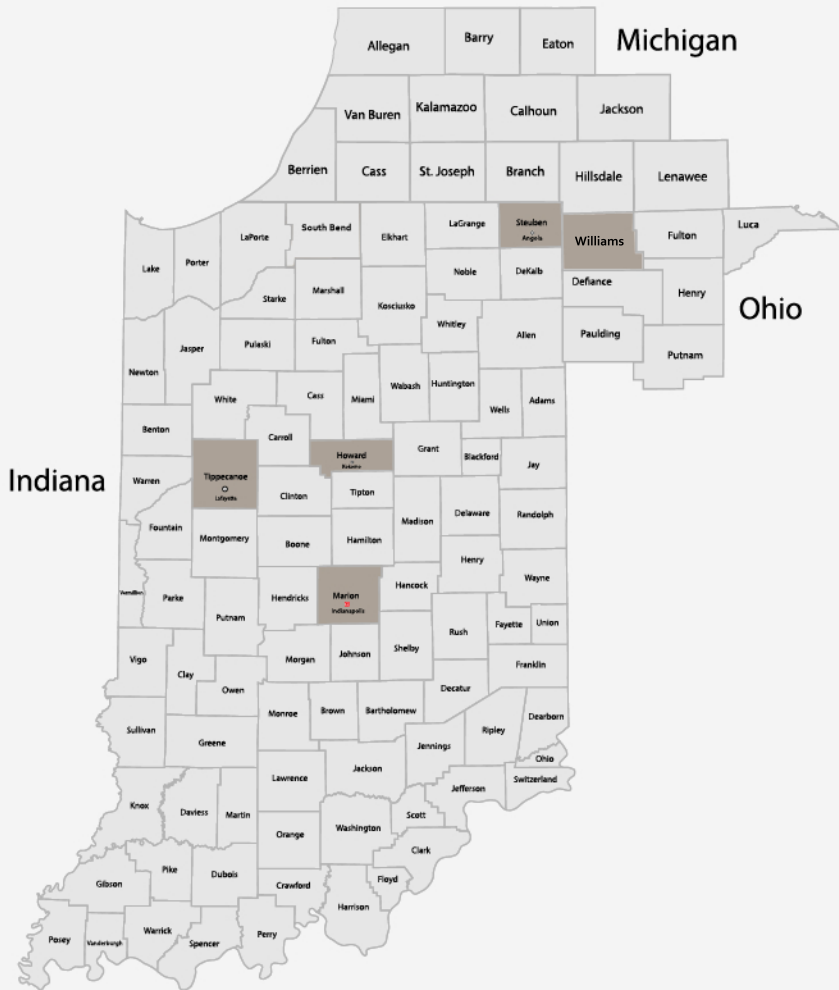 Michigan
Allegan
Barry
Eaton
Van Buren
Kalamazoo
Calhoun
Jackson
Berrien
Cass
St. Joseph
Branch
Hillsdale
Lenawee
Lake
Porter
LaPorte
South Bend
Elkhart
LaGrange
Steuben
Angola
Williams
Fulton
Luca
Starke
Marshall
Kosciusko
Noble
DeKalb
Defiance
Henry
Ohio
Newton
Jasper
Pulaski
Fulton
Whitley
Allen
Paulding
Putnam
White
Cass
Miami
Wabash
Huntington
Wells
Adams
Benton
Carroll
Indiana
Warren
Tippecanoe
Lafayette
Howard
Kokomo
Grant
Blackford
Jay
Clinton
Tipton
Fountain
Montgomery
Boone
Hamilton
Madison
Delaware
Randolph
Henry
Vermillion
Parke
Putnam
Hendricks
Marion
Indianapolis
Hancock
Wayne
Rush
Fayette
Union
Vigo
Clay
Owen
Morgan
Johnson
Shelby
Franklin
Decatur
Sullivan
Greene
Monroe
Brown
Bartholomew
Jennings
Ripley
Dearborn
Ohio
Switzerland
Knox
Daviess
Martin
Lawrence
Jackson
Jefferson
Scott
Orange
Washington
Clark
Gibson
Pike
Dubois
Crawford
Floyd
Harrison
Posey
Vanderburgh
Warrick
Spencer
Perry